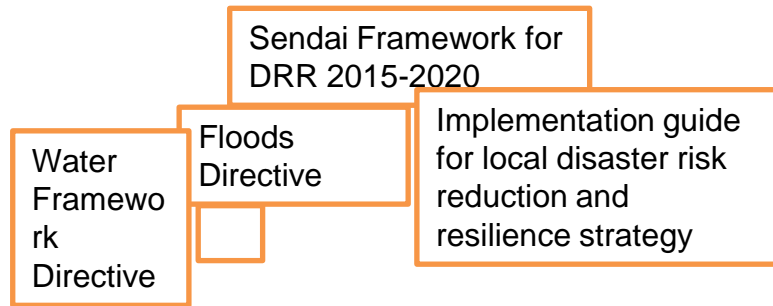 Sendai Framework for
DRR 2015-2020
Floods
Directive
Implementation guide
for local disaster risk
reduction and
resilience strategy
Water
Framewo
rk
Directive